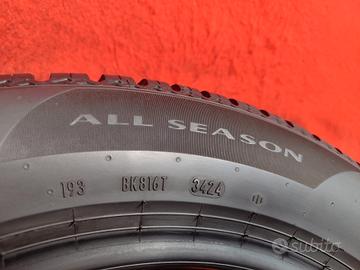 ALL SEASON
193 BK816T 3424
subito